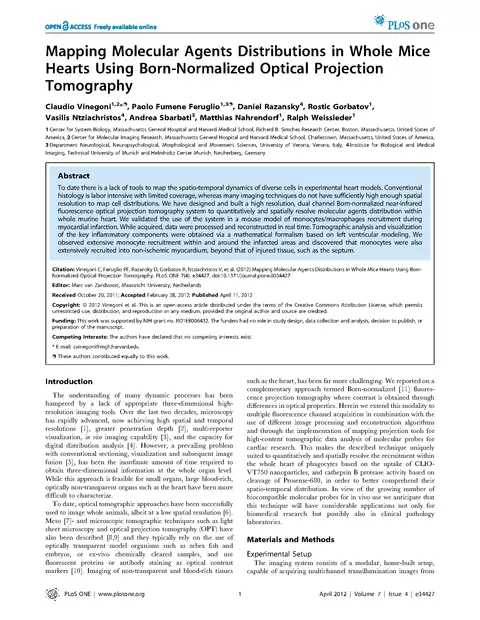 OPEN ACCESS Freely available online
PLoS one
Mapping Molecular Agents Distributions in Whole Mice
Hearts Using Born-Normalized Optical Projection
Tomography
Claudio Vinegoni1,2*⁹, Paolo Fumene Feruglio1,3⁹, Daniel Razansky4, Rostic Gorbatov1,
Vasilis Ntziachristos4, Andrea Sbarbati3, Matthias Nahrendorf1, Ralph Weissleder1
1 Center for System Biology, Massachusetts General Hospital and Harvard Medical School, Richard B. Simches Research Center, Boston, Massachusetts, United States of
America, 2 Center for Molecular Imaging Research, Massachusetts General Hospital and Harvard Medical School, Charlestown, Massachusetts, United States of America,
3 Department Neurological, Neuropsychological, Morphological and Movement Sciences, University of Verona, Verona, Italy, 4 Institute for Biological and Medical
Imaging, Technical University of Munich and Helmholtz Center Munich, Neuherberg, Germany
Abstract
To date there is a lack of tools to map the spatio-temporal dynamics of diverse cells in experimental heart models. Conventional
histology is labor intensive with limited coverage, whereas many imaging techniques do not have sufficiently high enough spatial
resolution to map cell distributions. We have designed and built a high resolution, dual channel Born-normalized near-infrared
fluorescence optical projection tomography system to quantitatively and spatially resolve molecular agents distribution within
whole murine heart. We validated the use of the system in a mouse model of monocytes/macrophages recruitment during
myocardial infarction. While acquired, data were processed and reconstructed in real time. Tomographic analysis and visualization
of the key inflammatory components were obtained via a mathematical formalism based on left ventricular modeling. We
observed extensive monocyte recruitment within and around the infarcted areas and discovered that monocytes were also
extensively recruited into non-ischemic myocardium, beyond that of injured tissue, such as the septum.
Citation: Vinegoni C, Feruglio PF, Razansky D, Gorbatov R, Ntziachristos V, et al. (2012) Mapping Molecular Agents Distributions in Whole Mice Hearts Using Born-
Normalized Optical Projection Tomography. PLoS ONE 7(4): e34427. doi:10.1371/journal.pone.0034427
Editor: Marc van Zandvoort, Maastricht University, Netherlands
Received October 20, 2011; Accepted February 28, 2012; Published April 11, 2012
Copyright: © 2012 Vinegoni et al. This is an open-access article distributed under the terms of the Creative Commons Attribution License, which permits
unrestricted use, distribution, and reproduction in any medium, provided the original author and source are credited.
Funding: This work was supported by NIH grant no. RO1EB006432. The funders had no role in study design, data collection and analysis, decision to publish, or
preparation of the manuscript.
Competing Interests: The authors have declared that no competing interests exist.
* E-mail: cvinegoni@mgh.harvard.edu
⁹ These authors contributed equally to this work.
Introduction
The understanding of many dynamic processes has been
hampered by a lack of appropriate three-dimensional high-
resolution imaging tools. Over the last two decades, microscopy
has rapidly advanced, now achieving high spatial and temporal
resolutions [1], greater penetration depth [2], multi-reporter
visualization, in vivo imaging capability [3], and the capacity for
digital distribution analysis [4]. However, a prevailing problem
with conventional sectioning, visualization and subsequent image
fusion [5], has been the inordinate amount of time required to
obtain three-dimensional information at the whole organ level.
While this approach is feasible for small organs, large blood-rich,
optically non-transparent organs such as the heart have been more
difficult to characterize.
To date, optical tomographic approaches have been successfully
used to image whole animals, albeit at a low spatial resolution [6].
Meso [7]- and microscopic tomographic techniques such as light
sheet microscopy and optical projection tomography (OPT) have
also been described [8,9] and they typically rely on the use of
optically transparent model organisms such as zebra fish and
embryos, or ex-vivo chemically cleared samples, and use
fluorescent proteins or antibody staining as optical contrast
markers [10]. Imaging of non-transparent and blood-rich tissues
such as the heart, has been far more challenging. We reported on a
complementary approach termed Born-normalized [11] fluores-
cence projection tomography where contrast is obtained through
differences in optical properties. Herein we extend this modality to
multiple fluorescence channel acquisition in combination with the
use of different image processing and reconstruction algorithms
and through the implementation of mapping projection tools for
high-content tomographic data analysis of molecular probes for
cardiac research. This makes the described technique uniquely
suited to quantitatively and spatially resolve the recruitment within
the whole heart of phagocytes based on the uptake of CLIO-
VT750 nanoparticles, and cathepsin B protease activity based on
cleavage of Prosense-680, in order to better comprehend their
spatio-temporal distribution. In view of the growing number of
biocompatible molecular probes for in vivo use we anticipate that
this technique will have considerable applications not only for
biomedical research but possibly also in clinical pathology
laboratories.
Materials and Methods
Experimental Setup
The imaging system consists of a modular, home-built setup,
capable of acquiring multichannel transillumination images from
PLoS ONE | www.plosone.org
1
April 2012 | Volume 7 | Issue 4 | e34427